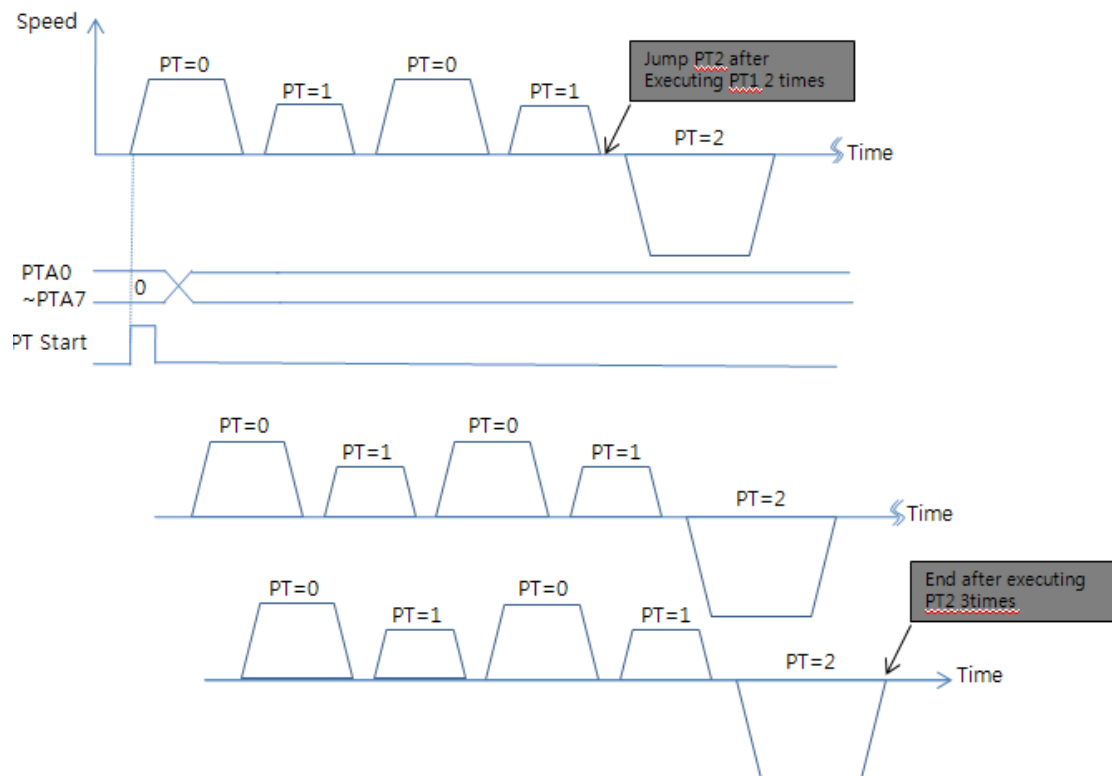 Speed
PT=0
PT=1
PT=0
PT=1
Jump PT2 after
Executing PT1 2 times
PT=2
Time
PTA0
~PTA7
0
PT Start
PT=0
PT=1
PT=0
PT=1
PT=2
Time
PT=0
PT=1
PT=0
PT=1
PT=2
End after executing
PT2 3times
Time